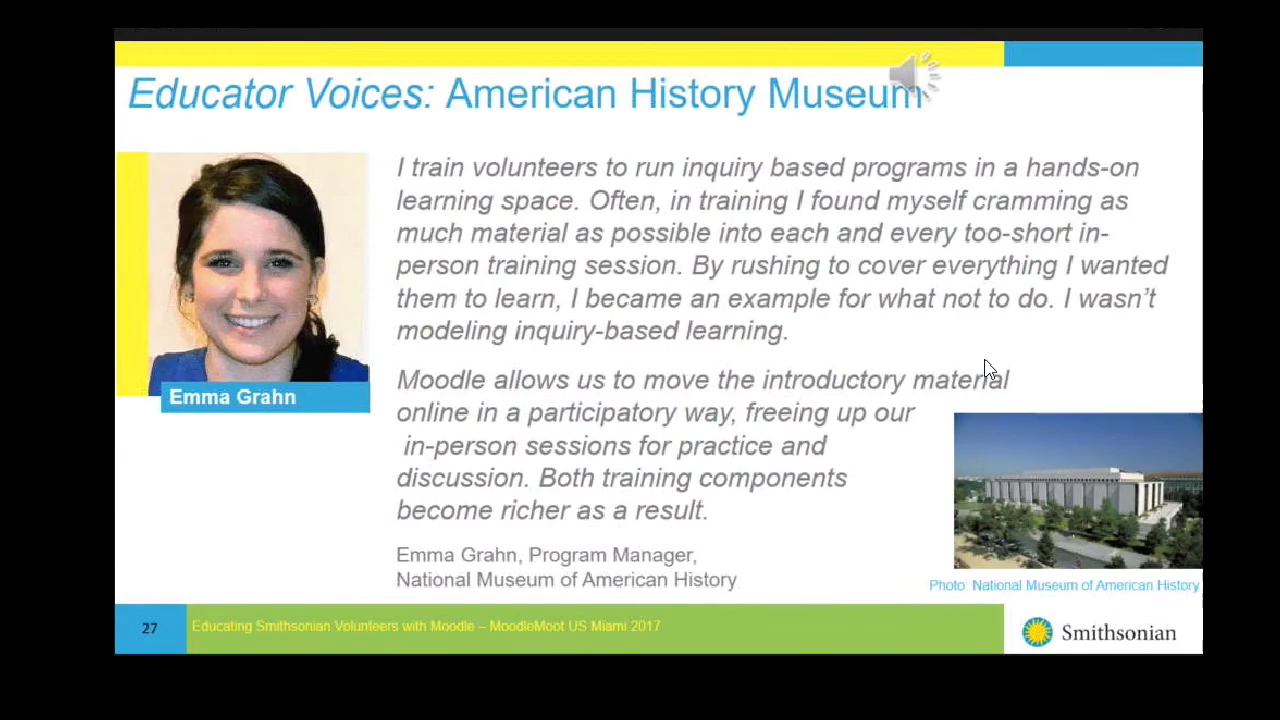 Educator Voices: American History Museum
I train volunteers to run inquiry based programs in a hands-on
learning space. Often, in training I found myself cramming as
much material as possible into each and every too-short in-
person training session. By rushing to cover everything I wanted
them to learn, I became an example for what not to do. I wasn't
modeling inquiry-based learning.
Emma Grahn
Moodle allows us to move the introductory material
online in a participatory way, freeing up our
in-person sessions for practice and
discussion. Both training components
become richer as a result.
Emma Grahn, Program Manager,
National Museum of American History
Photo: National Museum of American History
27
Educating Smithsonian Volunteers with Moodle – MoodleMoot US Miami 2017
Smithsonian